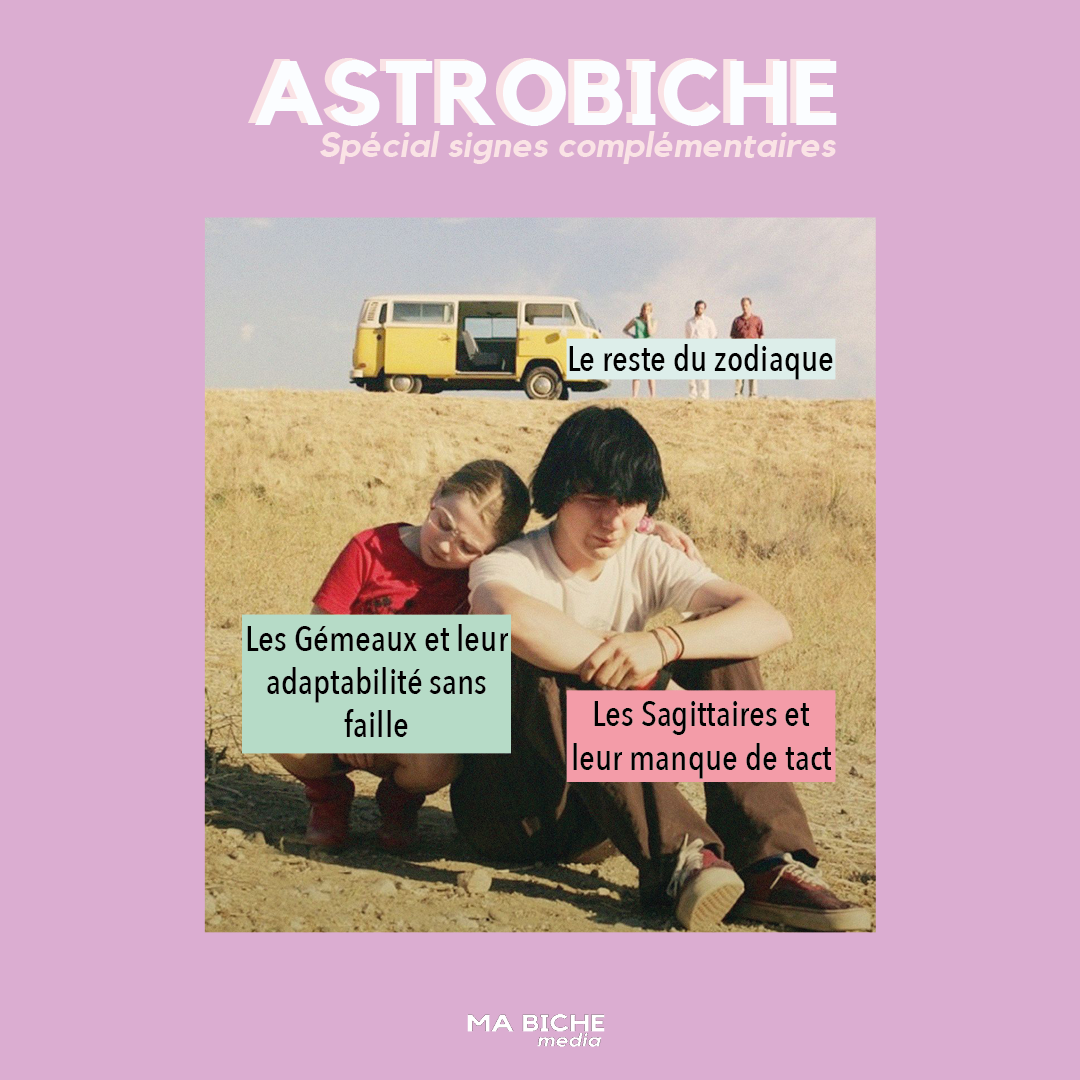 ASTROBICHE
Spécial signes complémentaires
Le reste du zodiaque
Les Gémeaux et leur
adaptabilité sans
faille
Les Sagittaires et
leur manque de tact
MA BICHE
media